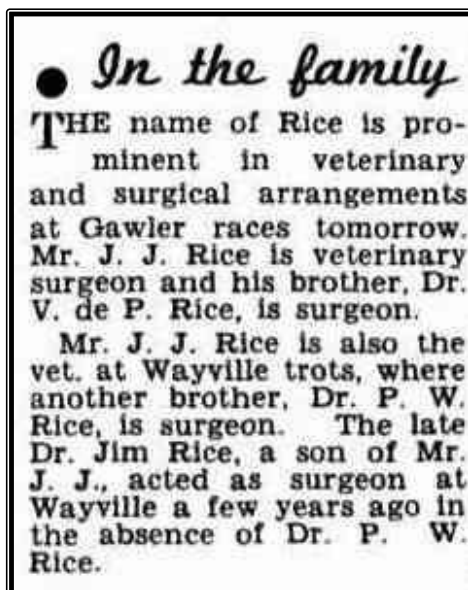 ● In the family
THE name of Rice is pro-
minent in veterinary
and surgical arrangements
at Gawler races tomorrow.
Mr. J. J. Rice is veterinary
surgeon and his brother, Dr.
V. de P. Rice, is surgeon.
Mr. J. J. Rice is also the
vet. at Wayville trots, where
another brother, Dr. P. W.
Rice, is surgeon. The late
Dr. Jim Rice, a son of Mr.
J. J., acted as surgeon at
Wayville a few years ago in
the absence of Dr. P. W.
Rice.